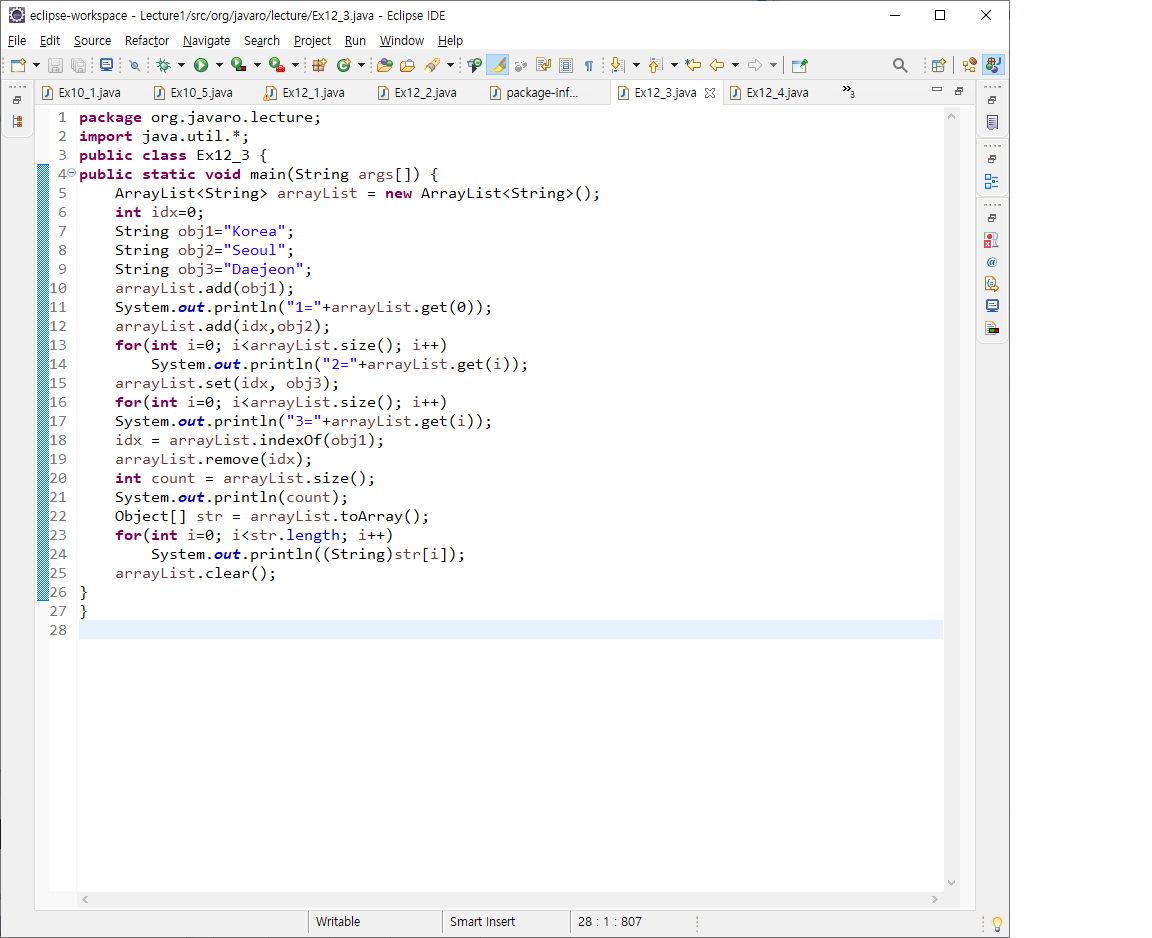 eclipse-workspace - Lecture1/src/org/javaro/lecture/Ex12_3.java - Eclipse IDE
File Edit Source Refactor Navigate Search Project Run Window Help
Ex10_1.java Ex10_5.java Ex12_1.java Ex12_2.java package-inf... Ex12_3.java Ex12_4.java »3
1 package org.javaro.lecture;
2 import java.util.*;
3 public class Ex12_3 {
4 public static void main(String args[]) {
5 ArrayList<String> arrayList = new ArrayList<String>();
6 int idx=0;
7 String obj1="Korea";
8 String obj2="Seoul";
9 String obj3="Daejeon";
10 arrayList.add(obj1);
11 System.out.println("1="+arrayList.get(0));
12 arrayList.add(idx,obj2);
13 for(int i=0; i<arrayList.size(); i++)
14 System.out.println("2="+arrayList.get(i));
15 arrayList.set(idx, obj3);
16 for(int i=0; i<arrayList.size(); i++)
17 System.out.println("3="+arrayList.get(i));
18 idx = arrayList.indexOf(obj1);
19 arrayList.remove(idx);
20 int count = arrayList.size();
21 System.out.println(count);
22 Object[] str = arrayList.toArray();
23 for(int i=0; i<str.length; i++)
24 System.out.println((String)str[i]);
25 arrayList.clear();
26 }
27 }
28
Writable Smart Insert 28 : 1 : 807